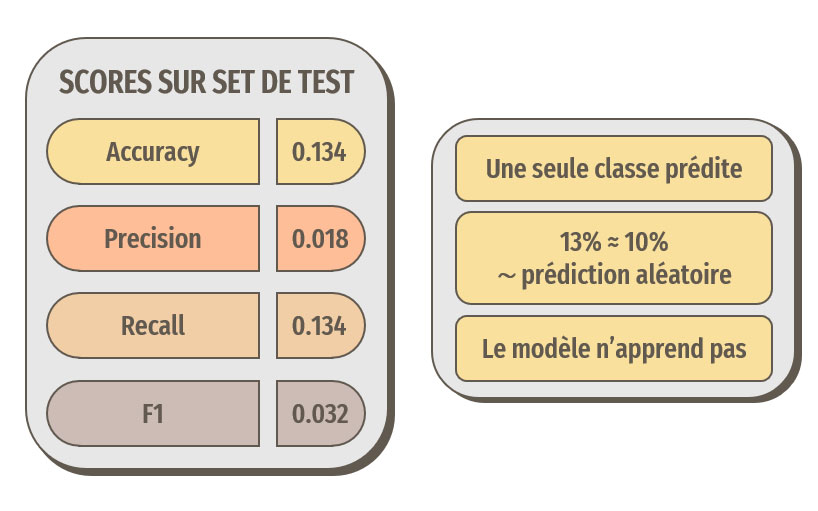 SCORES SUR SET DE TEST
Accuracy 0.134
Precision 0.018
Recall 0.134
F1 0.032
Une seule classe prédite
13% ≈ 10%
~ prédiction aléatoire
Le modèle n’apprend pas